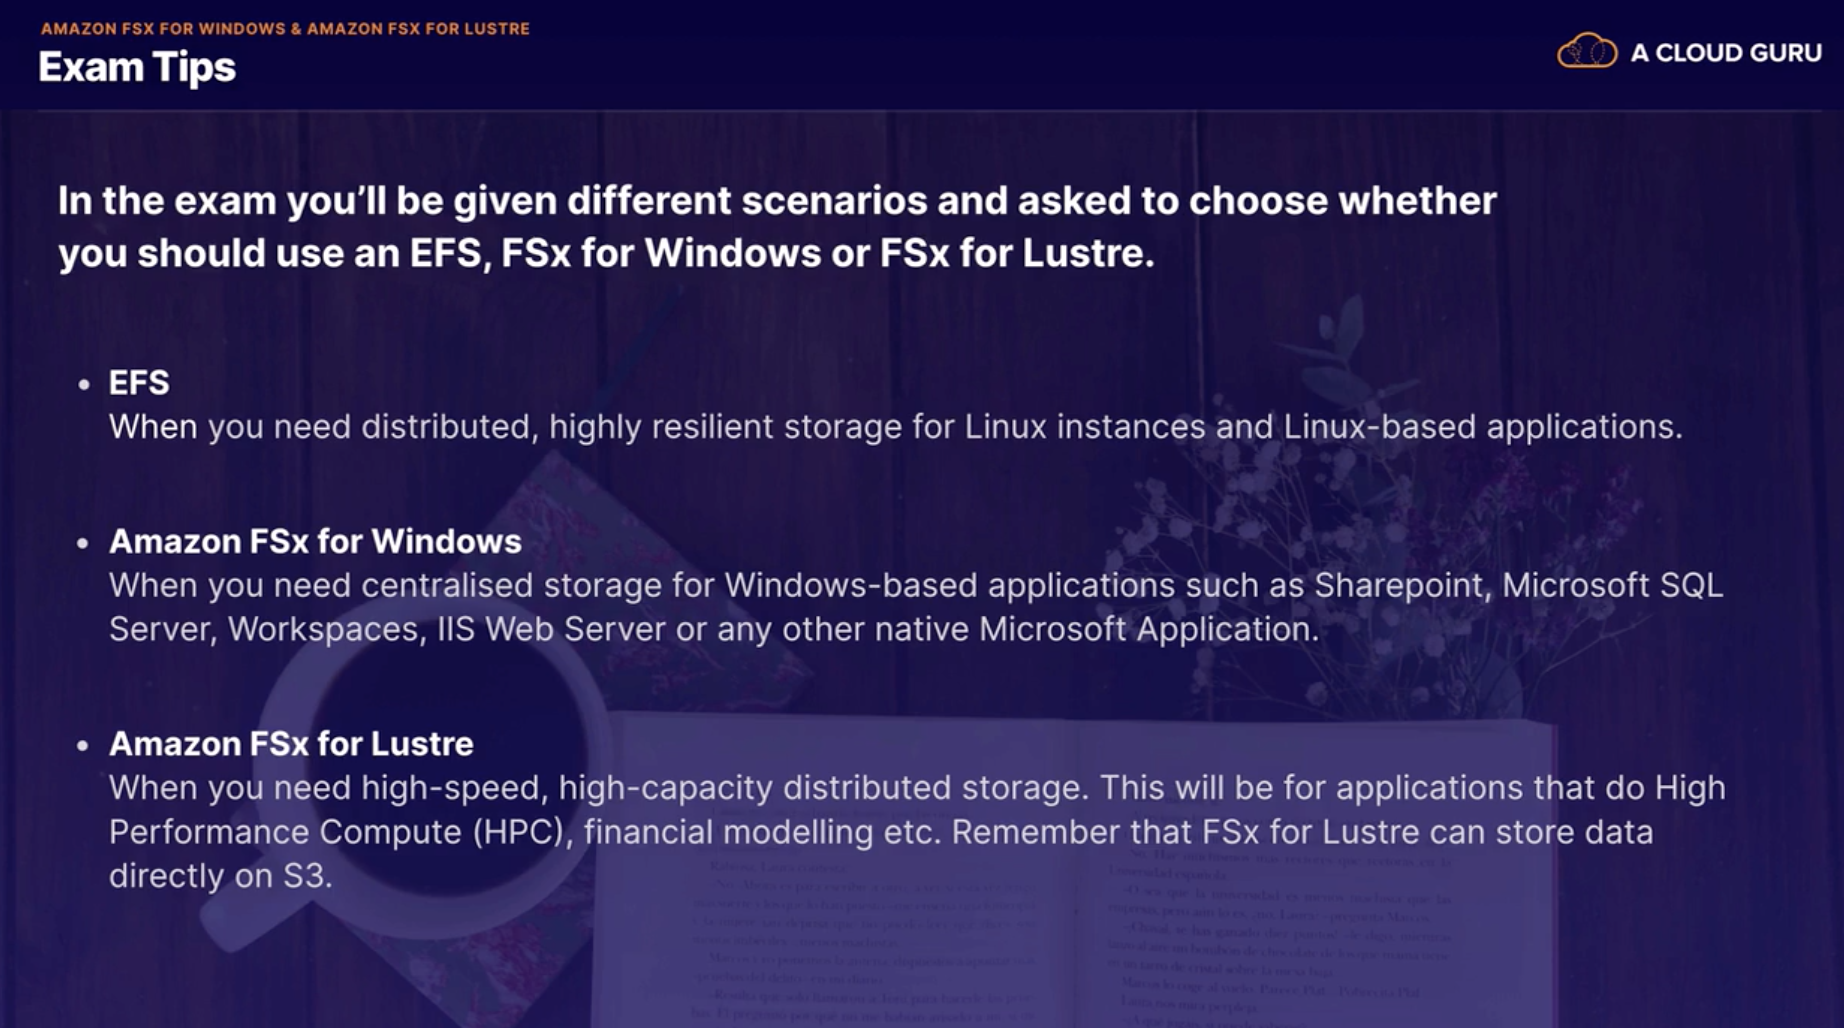 AMAZON FSX FOR WINDOWS & AMAZON FSX FOR LUSTRE
Exam Tips
A CLOUD GURU
In the exam you'll be given different scenarios and asked to choose whether
you should use an EFS, FSx for Windows or FSx for Lustre.
• EFS
When you need distributed, highly resilient storage for Linux instances and Linux-based applications.
• Amazon FSx for Windows
When you need centralised storage for Windows-based applications such as Sharepoint, Microsoft SQL
Server, Workspaces, IIS Web Server or any other native Microsoft Application.
• Amazon FSx for Lustre
When you need high-speed, high-capacity distributed storage. This will be for applications that do High
Performance Compute (HPC), financial modelling etc. Remember that FSx for Lustre can store data
directly on S3.